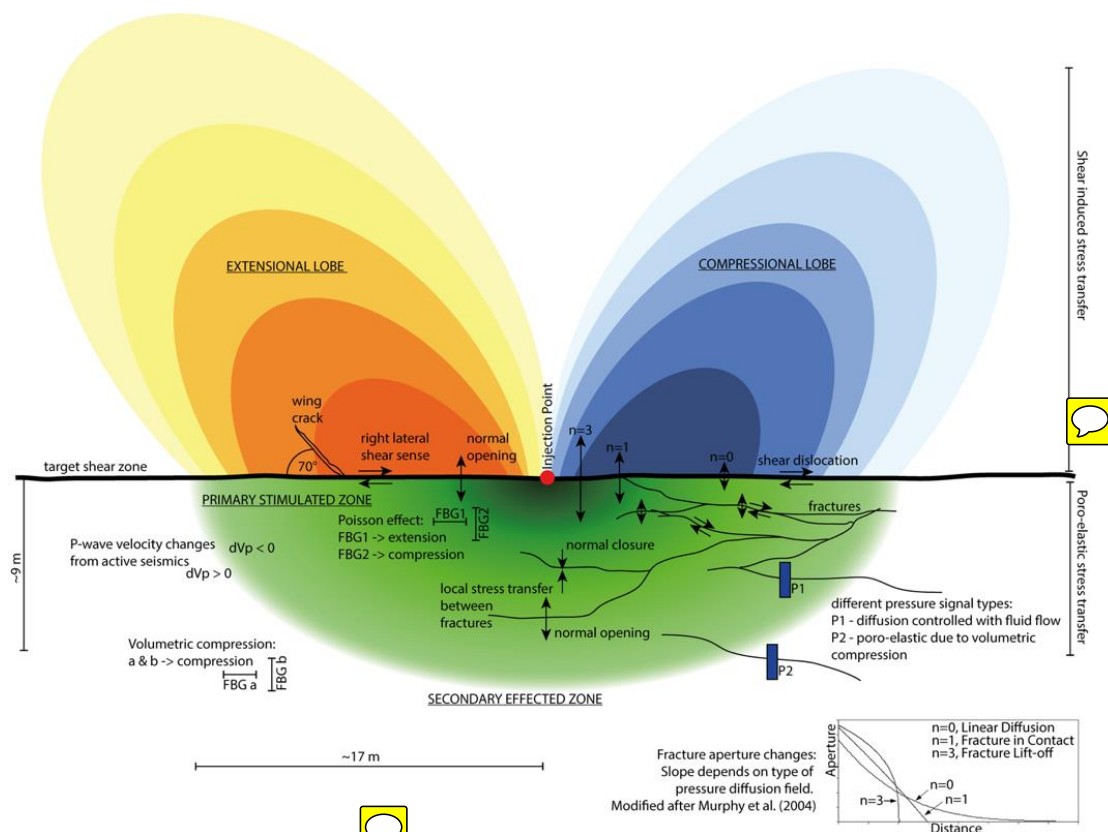 EXTENSIONAL LOBE
COMPRESSIONAL LOBE
Shear induced stress transfer
wing
crack
70°
right lateral
shear sense
normal
opening
Injection Point
n=3
n=1
n=0
shear dislocation
target shear zone
PRIMARY STIMULATED ZONE
Poisson effect:
FBG1 -> extension
FBG2 -> compression
FBG1
FBG2
fractures
P-wave velocity changes
from active seismics
dVp < 0
dVp > 0
normal closure
local stress transfer
between
fractures
normal opening
P1
different pressure signal types:
P1 - diffusion controlled with fluid flow
P2 - poro-elastic due to volumetric
compression
P2
Poro-elastic stress transfer
~9 m
Volumetric compression:
a & b -> compression
FBG a
FBG b
SECONDARY EFFECTED ZONE
~17 m
Fracture aperture changes:
Slope depends on type of
pressure diffusion field.
Modified after Murphy et al. (2004)
Aperture
n=0, Linear Diffusion
n=1, Fracture in Contact
n=3, Fracture Lift-off
n=0
n=3
n=1
Distance